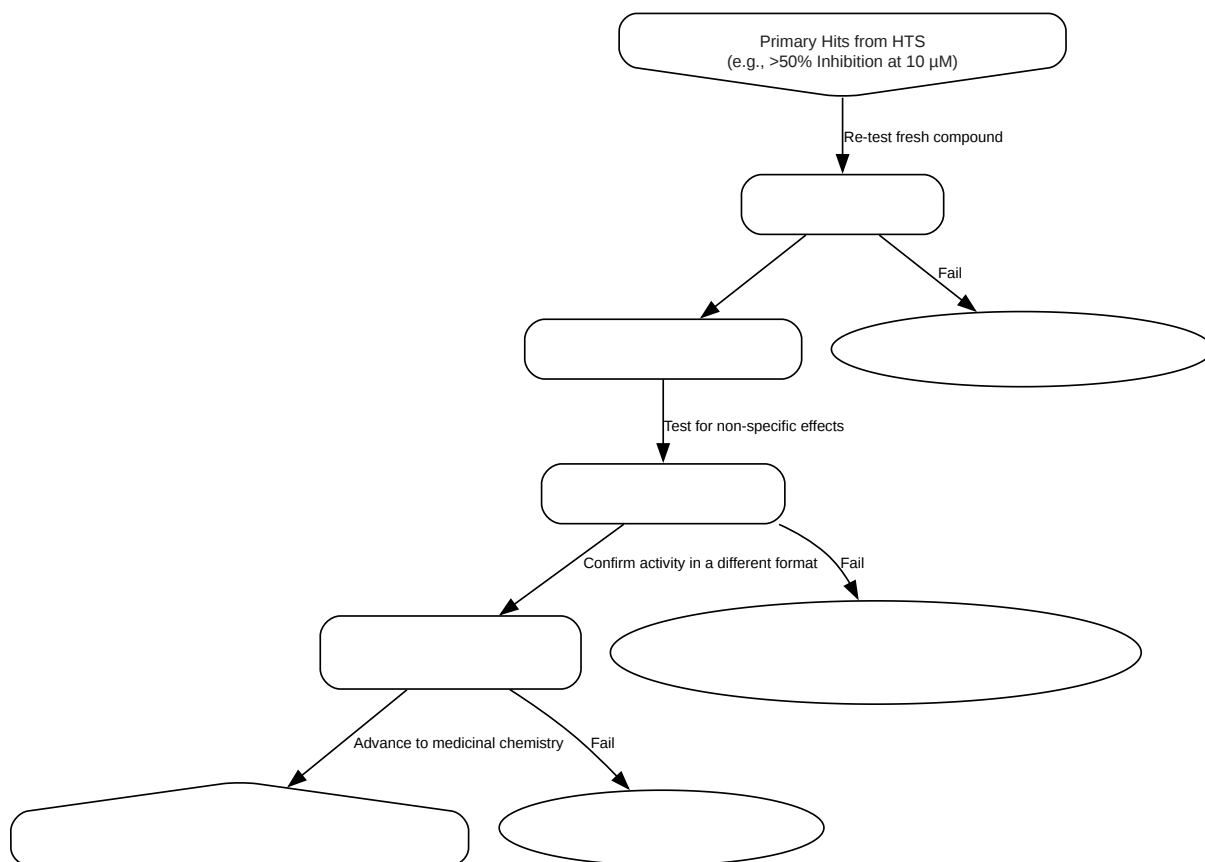 Primary Hits from HTS
(e.g., >50% Inhibition at 10 µM)
Re-test fresh compound
Fail
Test for non-specific effects
Confirm activity in a different format
Fail
Advance to medicinal chemistry
Fail